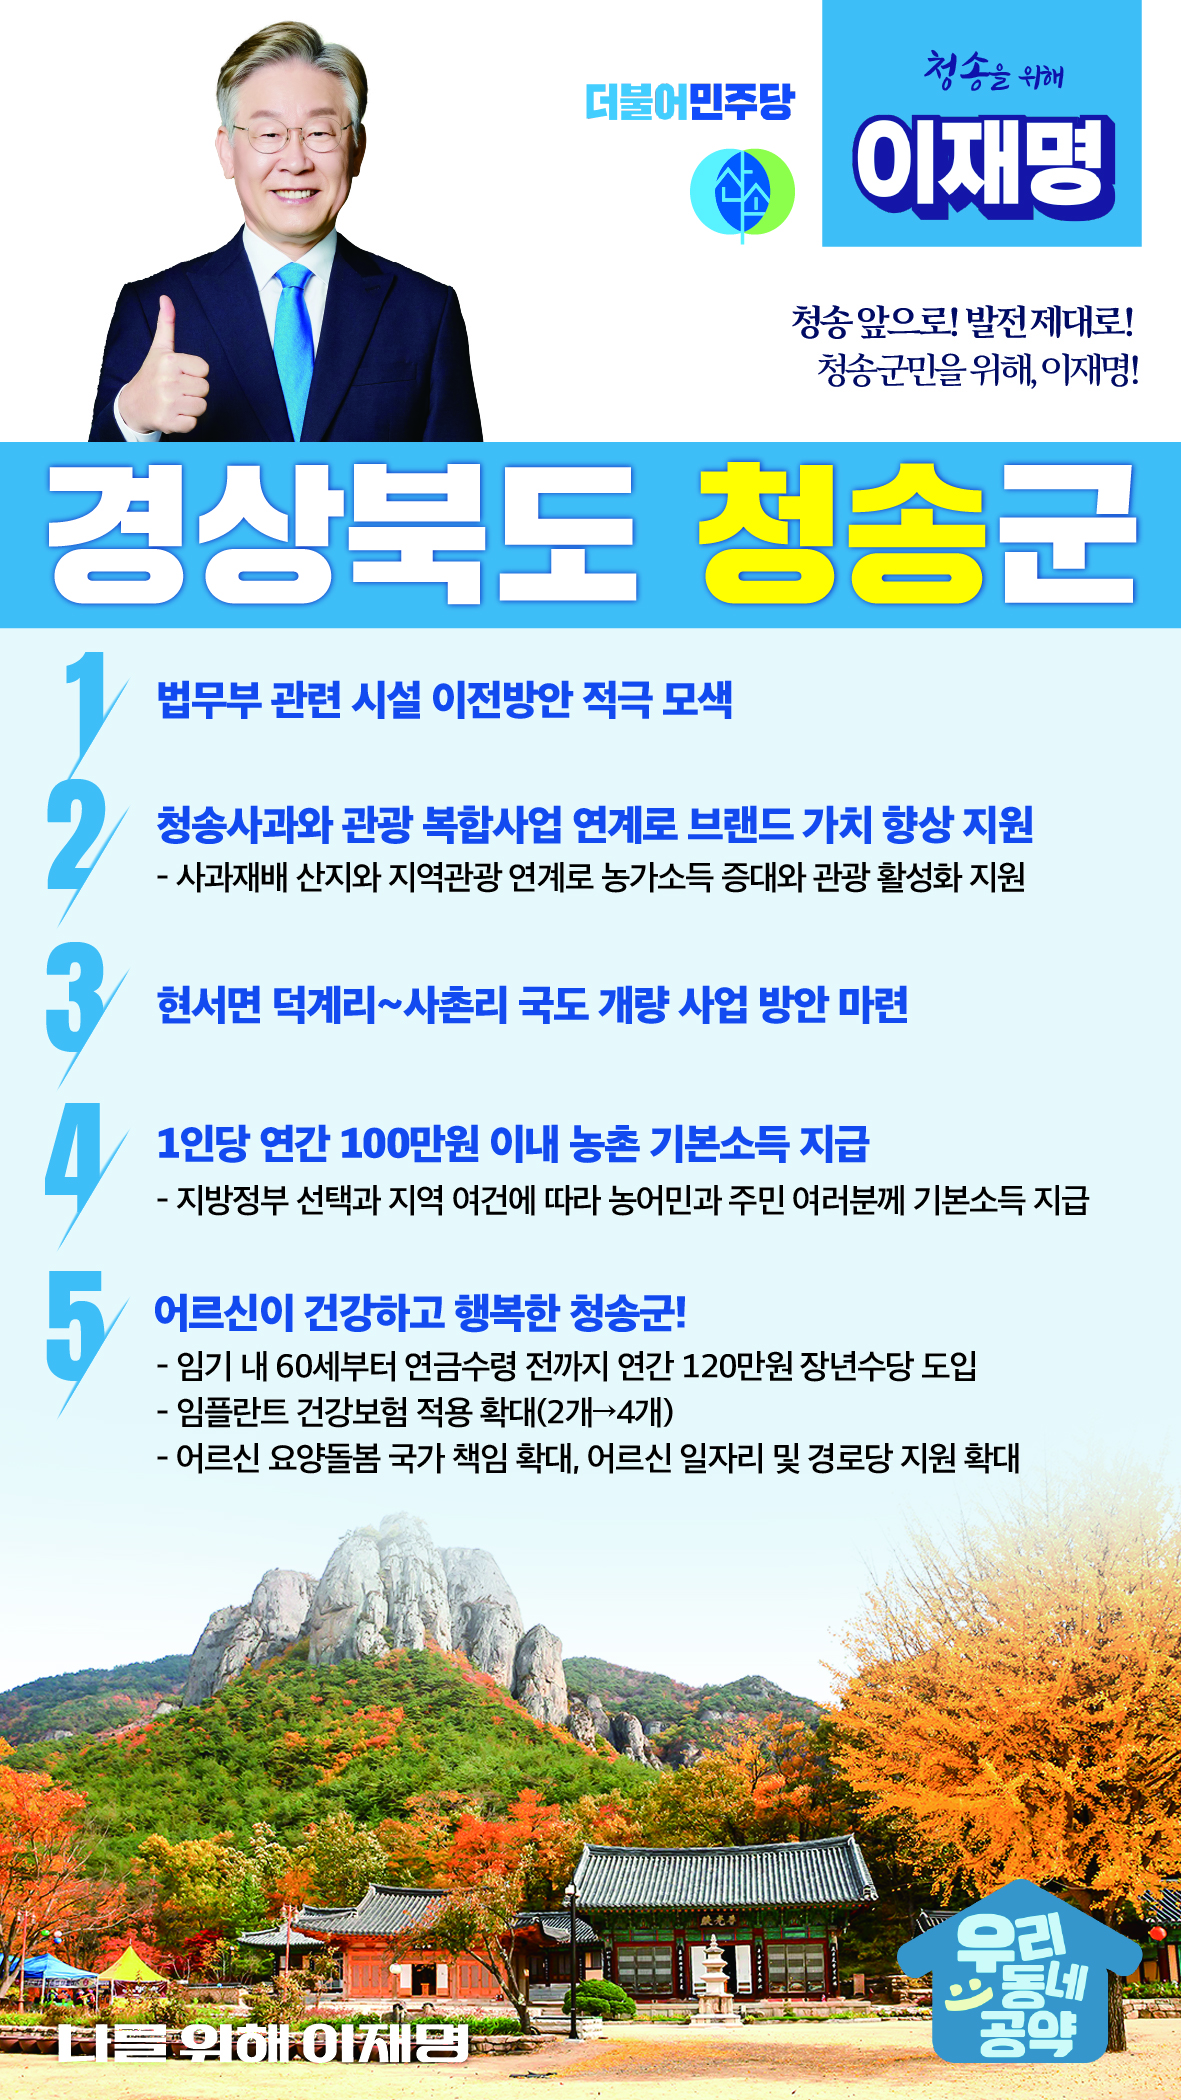 더불어민주당
산소
청송을 위해
이재명
청송 앞으로! 발전 제대로!
청송군민을 위해, 이재명!
경상북도 청송군
1
법무부 관련 시설 이전방안 적극 모색
2
청송사과와 관광 복합사업 연계로 브랜드 가치 향상 지원
- 사과재배 산지와 지역관광 연계로 농가소득 증대와 관광 활성화 지원
3
현서면 덕계리~사촌리 국도 개량 사업 방안 마련
4
1인당 연간 100만원 이내 농촌 기본소득 지급
- 지방정부 선택과 지역 여건에 따라 농어민과 주민 여러분께 기본소득 지급
5
어르신이 건강하고 행복한 청송군!
- 임기 내 60세부터 연금수령 전까지 연간 120만원 장년수당 도입
- 임플란트 건강보험 적용 확대(2개→4개)
- 어르신 요양돌봄 국가 책임 확대, 어르신 일자리 및 경로당 지원 확대
우리
동네
공약
나를 위해 이재명